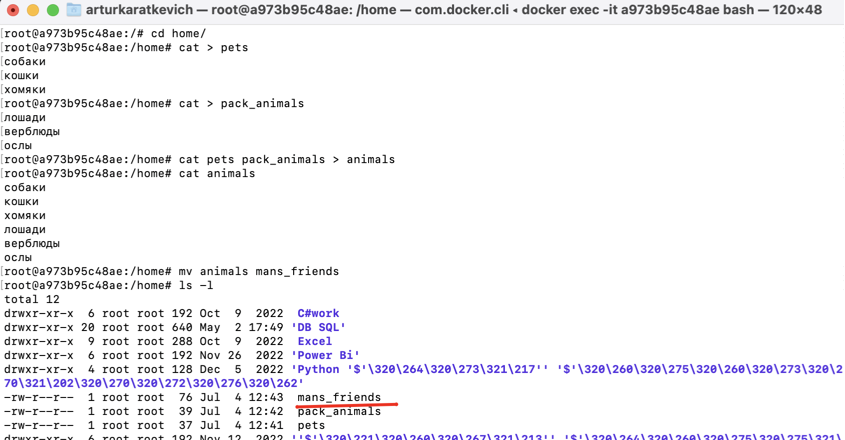 arturkaratkevich — root@a973b95c48ae: /home — com.docker.cli ◂ docker exec -it a973b95c48ae bash — 120×48
[root@a973b95c48ae:/# cd home/
[root@a973b95c48ae:/home# cat > pets
[собаки
[кошки
[хомяки
[root@a973b95c48ae:/home# cat > pack_animals
[лошади
[верблюды
[ослы
[root@a973b95c48ae:/home# cat pets pack_animals > animals
[root@a973b95c48ae:/home# cat animals
собаки
кошки
хомяки
лошади
верблюды
ослы
[root@a973b95c48ae:/home# mv animals mans_friends
[root@a973b95c48ae:/home# ls -l
total 12
drwxr-xr-x  6 root root 192 Oct  9  2022  C#work
drwxr-xr-x 20 root root 640 May  2 17:49 'DB SQL'
drwxr-xr-x  9 root root 288 Oct  9  2022  Excel
drwxr-xr-x  6 root root 192 Nov 26  2022 'Power Bi'
drwxr-xr-x  4 root root 128 Dec  5  2022 'Python '$'\320\264\320\273\321\217'' '$'\320\260\320\275\320\260\320\273\320\2
70\321\202\320\270\320\272\320\276\320\262'
-rw-r--r--  1 root root  76 Jul  4 12:43  mans_friends
-rw-r--r--  1 root root  39 Jul  4 12:42  pack_animals
-rw-r--r--  1 root root  37 Jul  4 12:41  pets
drwxr-xr-x  6 root root 192 Nov 12  2022 ''$'\320\221\320\260\320\267\321\213'' '$'\320\264\320\260\320\275\320\275\321\